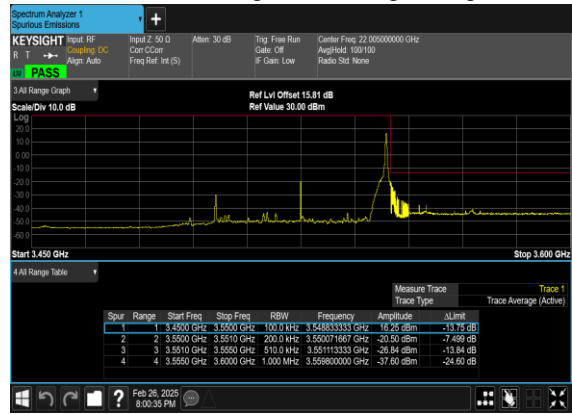 Spectrum Analyzer 1
Spurious Emissions
KEYSIGHT Input: RF Input Z: 50 Ω Atten: 30 dB Trig: Free Run Center Freq: 22.005000000 GHz
R T Coupling: DC Corr CCorr Gate: Off Avg|Hold: 100/100
Align: Auto Freq Ref: Int (S) IF Gain: Low Radio Std: None
PASS
3 All Range Graph
Ref Lvl Offset 15.81 dB
Scale/Div 10.0 dB Ref Value 30.00 dBm
Log
20.0
10.0
0.00
-10.0
-20.0
-30.0
-40.0
-50.0
-60.0
Start 3.450 GHz Stop 3.600 GHz
4 All Range Table
Measure Trace Trace 1
Trace Type Trace Average (Active)
Spur Range Start Freq Stop Freq RBW Frequency Amplitude ΔLimit
1 1 3.4500 GHz 3.5500 GHz 100.0 kHz 3.548833333 GHz 16.25 dBm -13.75 dB
2 2 3.5500 GHz 3.5510 GHz 200.0 kHz 3.550071667 GHz -20.50 dBm -7.499 dB
3 3 3.5510 GHz 3.5550 GHz 510.0 kHz 3.551113333 GHz -26.84 dBm -13.84 dB
4 4 3.5550 GHz 3.6000 GHz 1.000 MHz 3.559800000 GHz -37.60 dBm -24.60 dB
Feb 26, 2025
8:00:35 PM